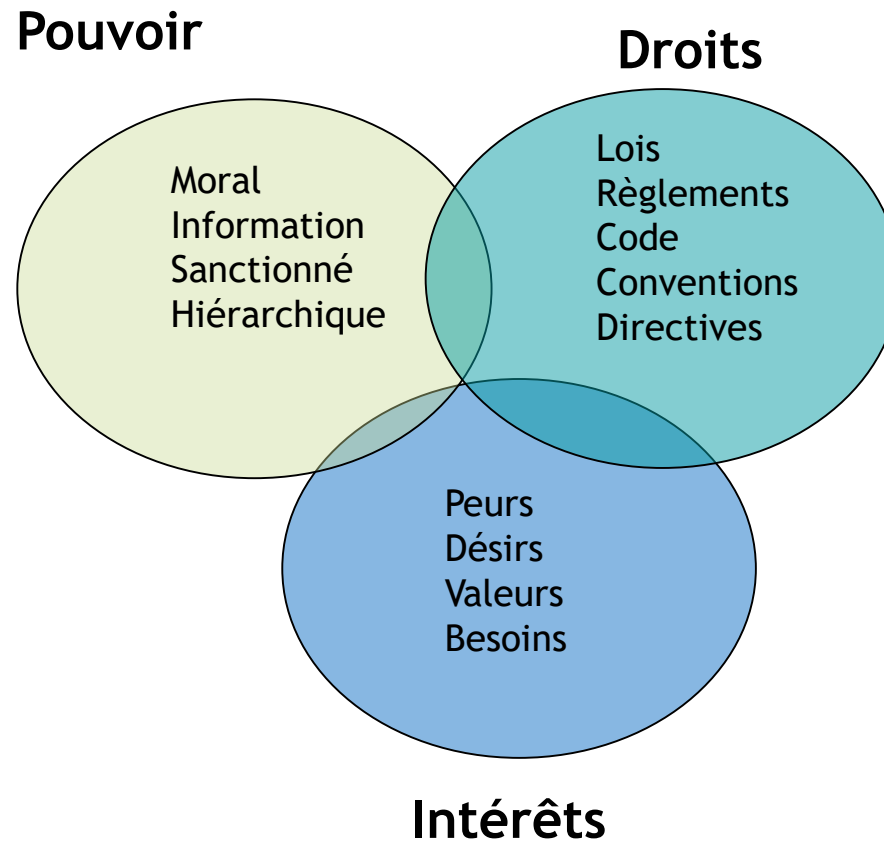 Pouvoir
Droits
Moral
Information
Sanctionné
Hiérarchique
Lois
Règlements
Code
Conventions
Directives
Peurs
Désirs
Valeurs
Besoins
Intérêts